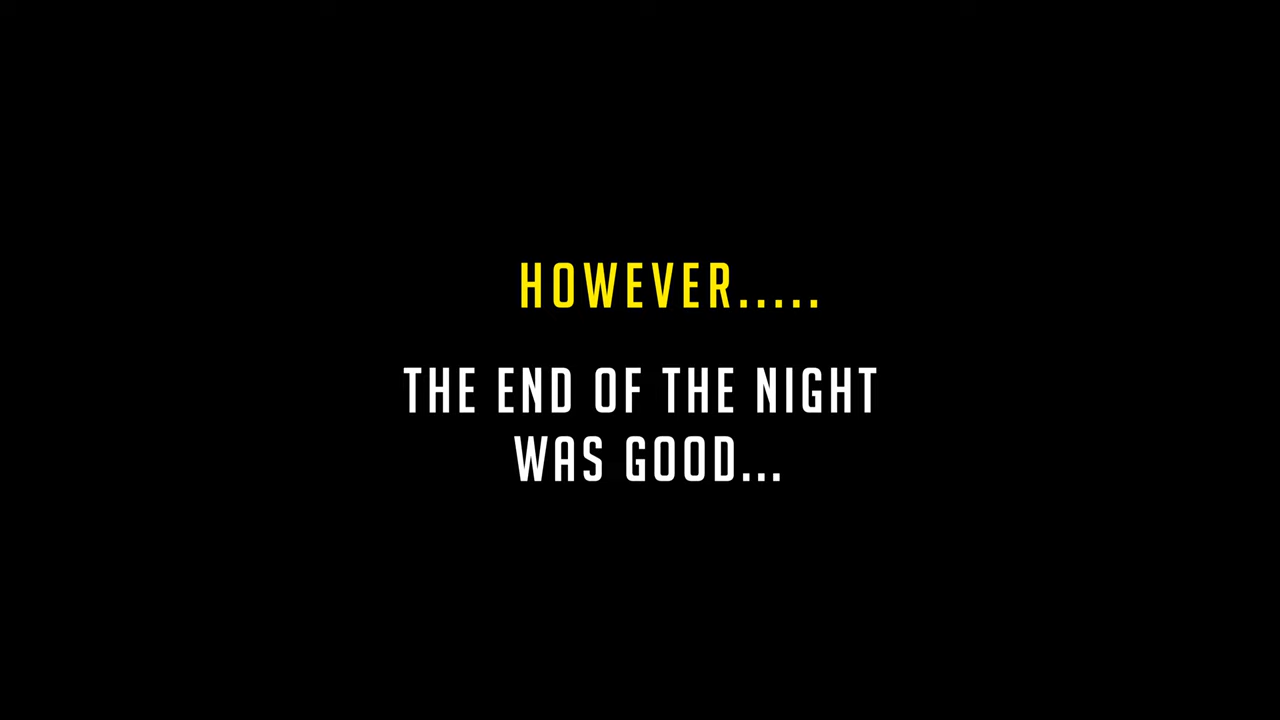 HOWEVER.....
THE END OF THE NIGHT
WAS GOOD...